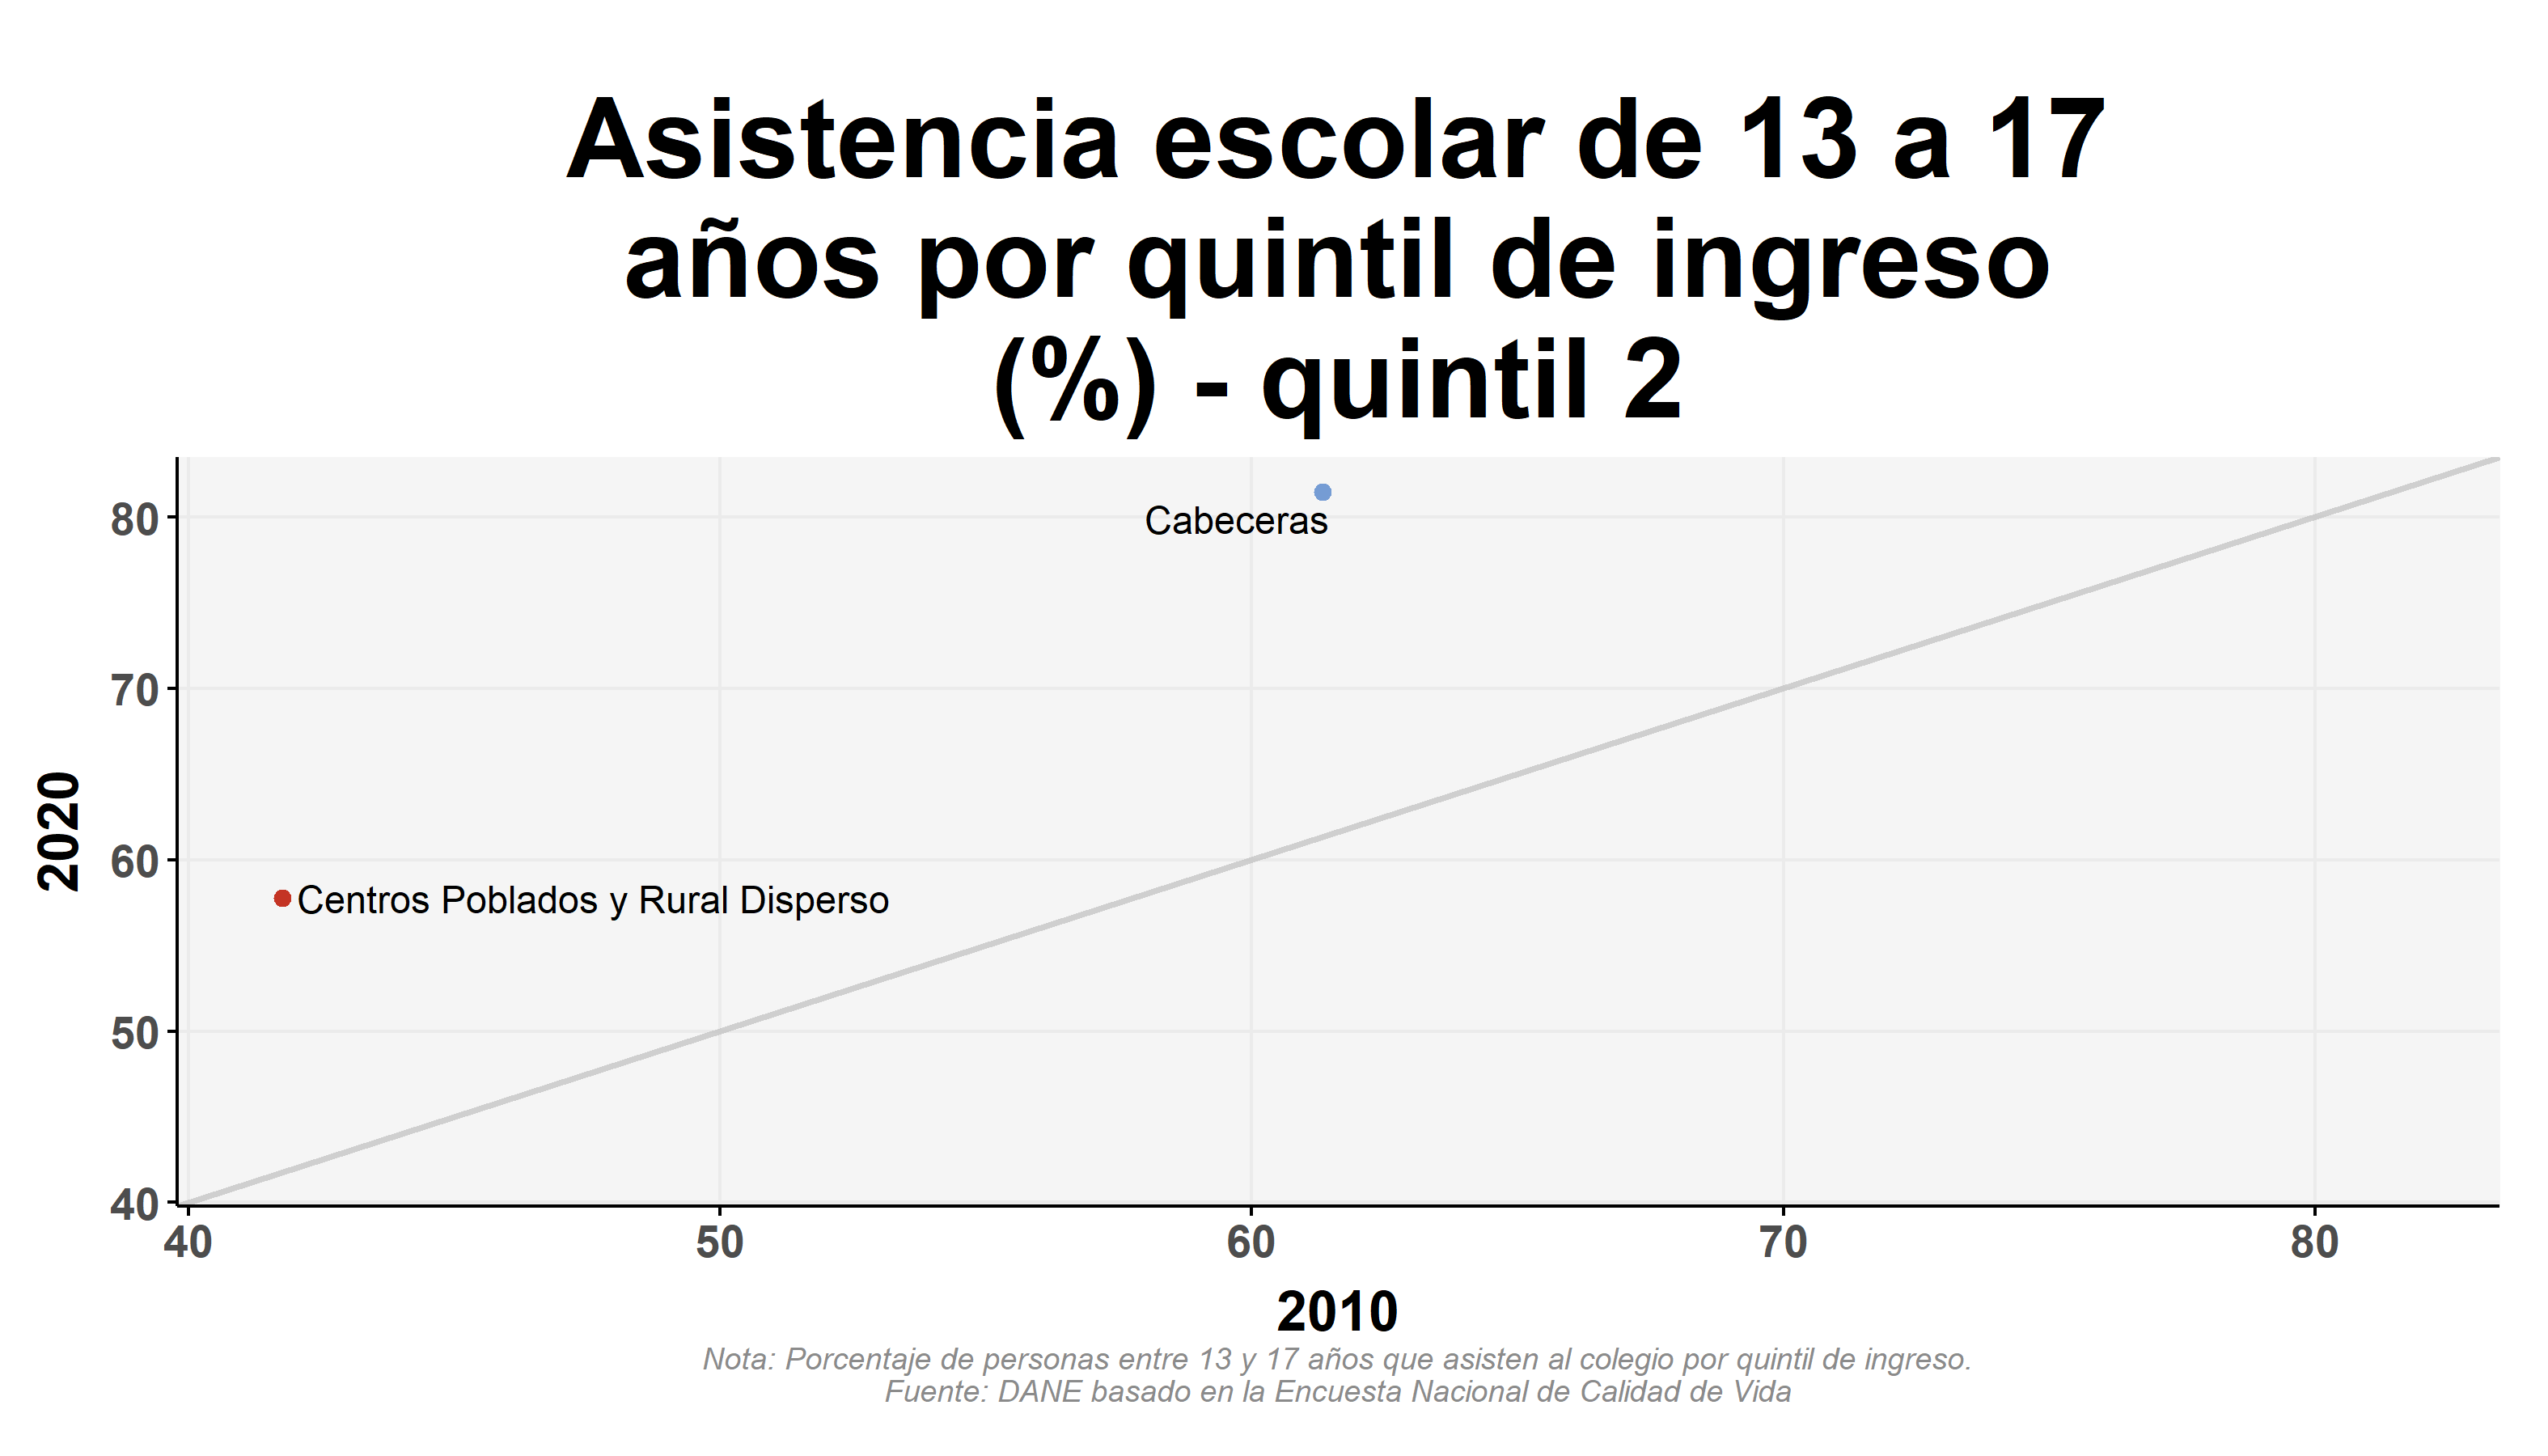 Asistencia escolar de 13 a 17
años por quintil de ingreso
(%) - quintil 2
80
70
60
50
40
2020
Cabeceras
Centros Poblados y Rural Disperso
40 50 60 70 80
2010
Nota: Porcentaje de personas entre 13 y 17 años que asisten al colegio por quintil de ingreso.
Fuente: DANE basado en la Encuesta Nacional de Calidad de Vida